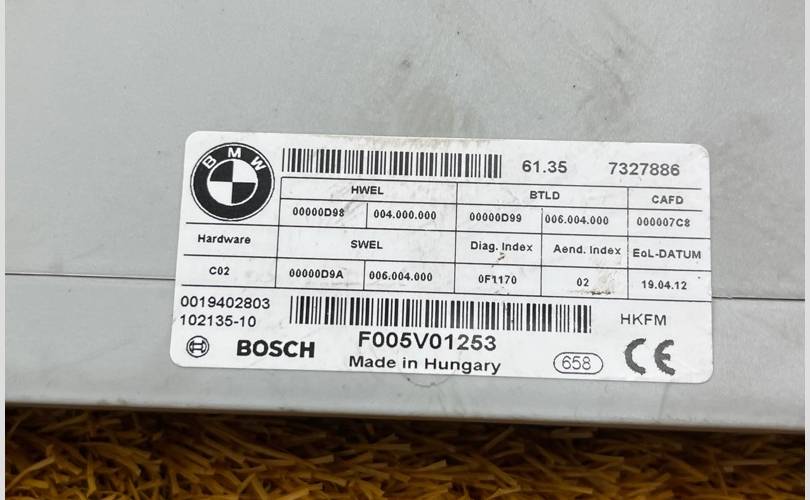 BMW
61.35 7327886
HWEL BTLD CAFD
00000D98 004.000.000 00000D99 006.004.000 000007C8
Hardware SWEL Diag. Index Aend. Index EoL-DATUM
C02 00000D9A 006.004.000 0F1170 02 19.04.12
0019402803
102135-10 HKFM
F005V01253
BOSCH
Made in Hungary 658 CE